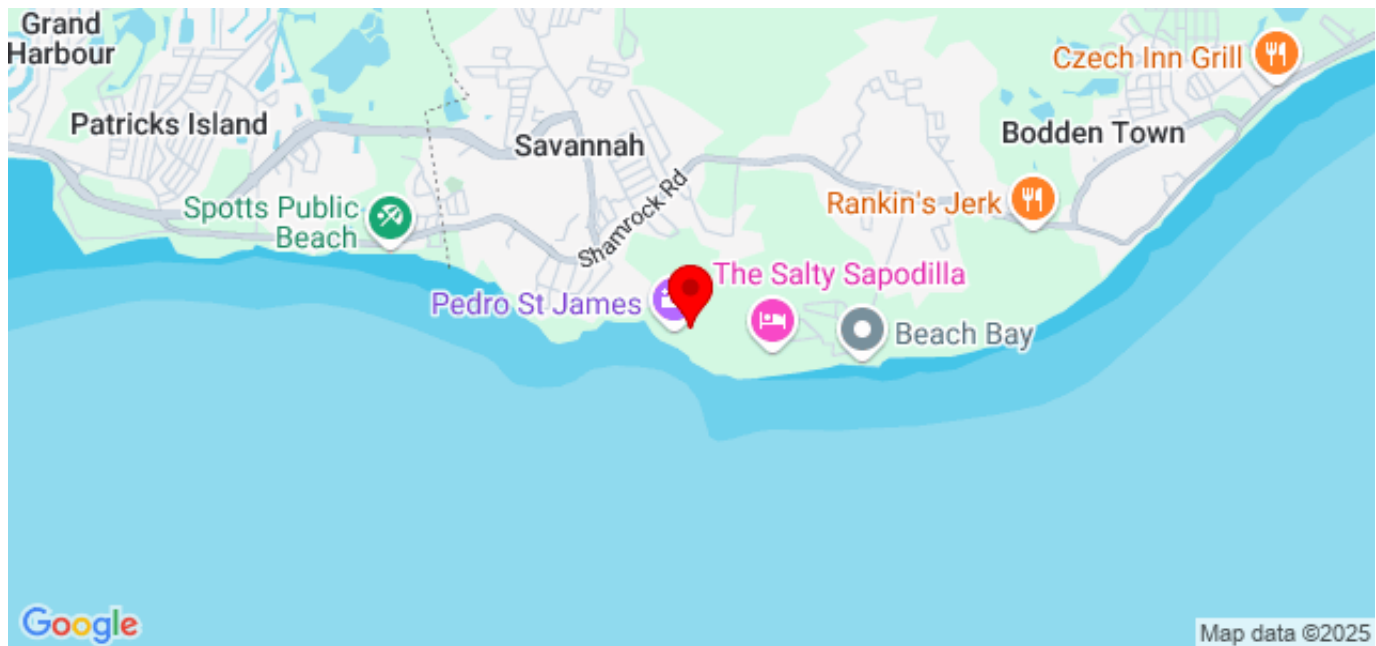 Grand
Harbour
Czech Inn Grill
Patricks Island
Savannah
Bodden Town
Spotts Public
Beach
Shamrock Rd
Rankin's Jerk
The Salty Sapodilla
Pedro St James
Beach Bay
Google
Map data ©2025